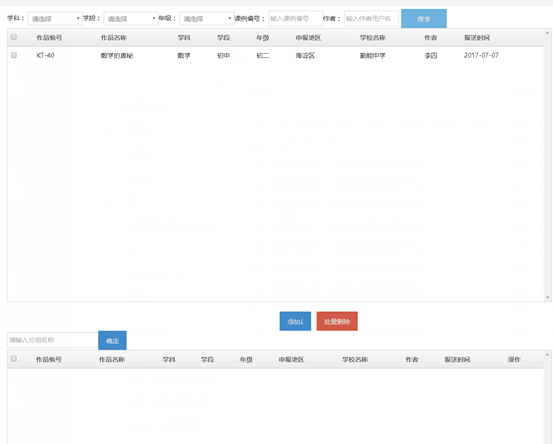 学科： 请选择 学段： 请选择 年级： 请选择 课例编号： 输入课例编号 作者： 输入作者用户名 搜索
作品编号 作品名称 学科 学段 年级 申报地区 学校名称 作者 报送时间
KT-40 数学的奥秘 数学 初中 初二 海淀区 勤能中学 李四 2017-07-07
添加↓ 批量删除
请输入分组名称 确定
作品编号 作品名称 学科 学段 年级 申报地区 学校名称 作者 报送时间 操作